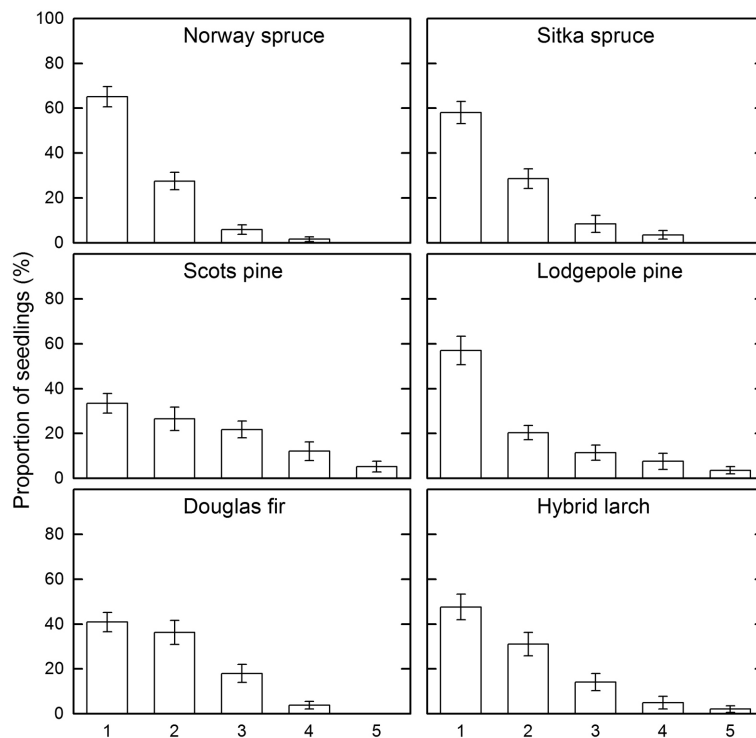 Proportion of seedlings (%)
100
80
60
40
20
0
Norway spruce
Sitka spruce
80
60
40
20
0
Scots pine
Lodgepole pine
80
60
40
20
0
Douglas fir
Hybrid larch
1 2 3 4 5
1 2 3 4 5